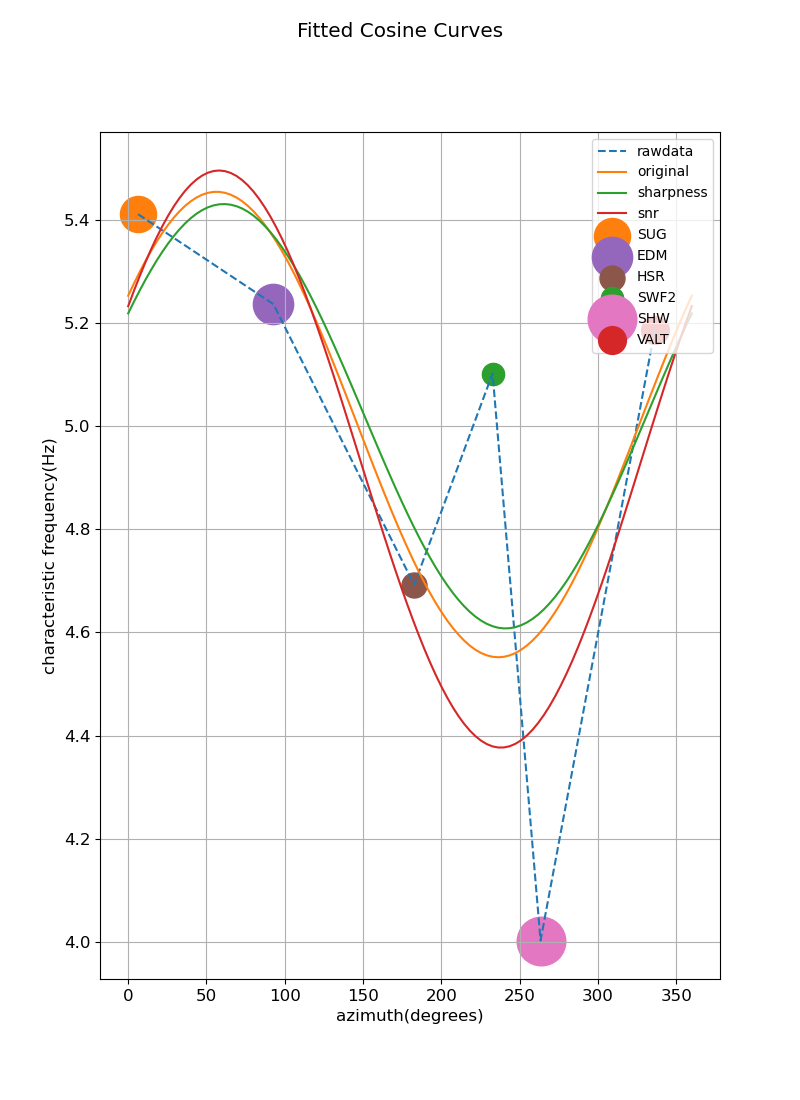 Fitted Cosine Curves
rawdata
original
sharpness
snr
SUG
EDM
HSR
SWF2
SHW
VALT
characteristic frequency(Hz)
5.4
5.2
5.0
4.8
4.6
4.4
4.2
4.0
0 50 100 150 200 250 300 350
azimuth(degrees)